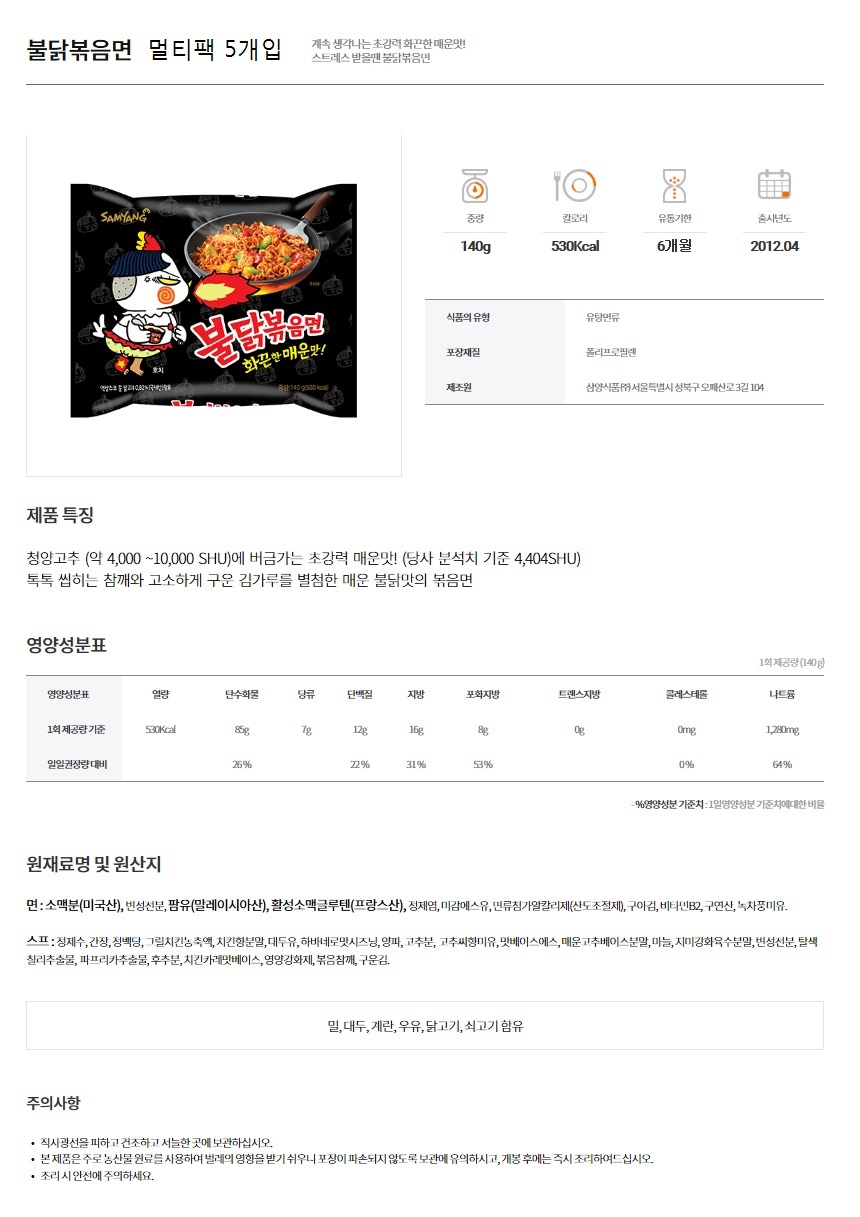 불닭볶음면 멀티팩 5개입
계속 생각나는 초강력 화끈한 매운맛!
스트레스 받을땐 불닭볶음면
SAMYANG
불닭볶음면
화끈한 매운맛!
호치
중량 칼로리 유통기한 출시년도
140g 530Kcal 6개월 2012.04
식품의 유형 유탕면류
포장재질 폴리프로필렌
제조원 삼양식품㈜ 서울특별시 성북구 오패산로 3길 104
제품 특징
청양고추 (약 4,000 ~10,000 SHU)에 버금가는 초강력 매운맛! (당사 분석치 기준 4,404SHU)
톡톡 씹히는 참깨와 고소하게 구운 김가루를 별첨한 매운 불닭맛의 볶음면
영양성분표
1회 제공량 (140g)
영양성분표 열량 탄수화물 당류 단백질 지방 포화지방 트랜스지방 콜레스테롤 나트륨
1회 제공량 기준 530Kcal 85g 7g 12g 16g 8g 0g 0mg 1,280mg
일일권장량 대비 26% 22% 31% 53% 0% 64%
- %영양성분 기준치 : 1일영양성분 기준치에대한 비율
원재료명 및 원산지
면 : 소맥분(미국산), 변성전분, 팜유(말레이시아산), 활성소맥글루텐(프랑스산), 정제염, 미감에스유, 면류첨가알칼리제(산도조절제), 구아검, 비타민B2, 구연산, 녹차풍미유.
스프 : 정제수, 간장, 정백당, 그릴치킨농축액, 치킨향분말, 대두유, 하바네로맛시즈닝, 양파, 고추분, 고추씨향미유, 맛베이스에스, 매운고추베이스분말, 마늘, 지미강화육수분말, 변성전분, 탈색
칠리추출물, 파프리카추출물, 후추분, 치킨카레맛베이스, 영양강화제, 볶음참깨, 구운김.
밀, 대두, 계란, 우유, 닭고기, 쇠고기 함유
주의사항
• 직사광선을 피하고 건조하고 서늘한 곳에 보관하십시오.
• 본 제품은 주로 농산물 원료를 사용하여 벌레의 영향을 받기 쉬우니 포장이 파손되지 않도록 보관에 유의하시고, 개봉 후에는 즉시 조리하여드십시오.
• 조리 시 안전에 주의하세요.